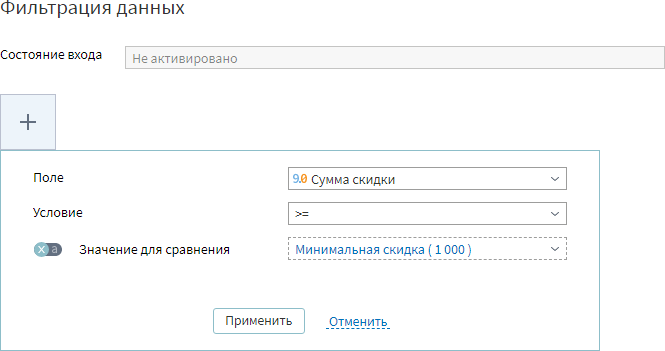 Фильтрация данных
Состояние входа Не активировано
+
Поле 9.0 Сумма скидки
Условие >=
x a Значение для сравнения Минимальная скидка ( 1 000 )
Применить Отменить